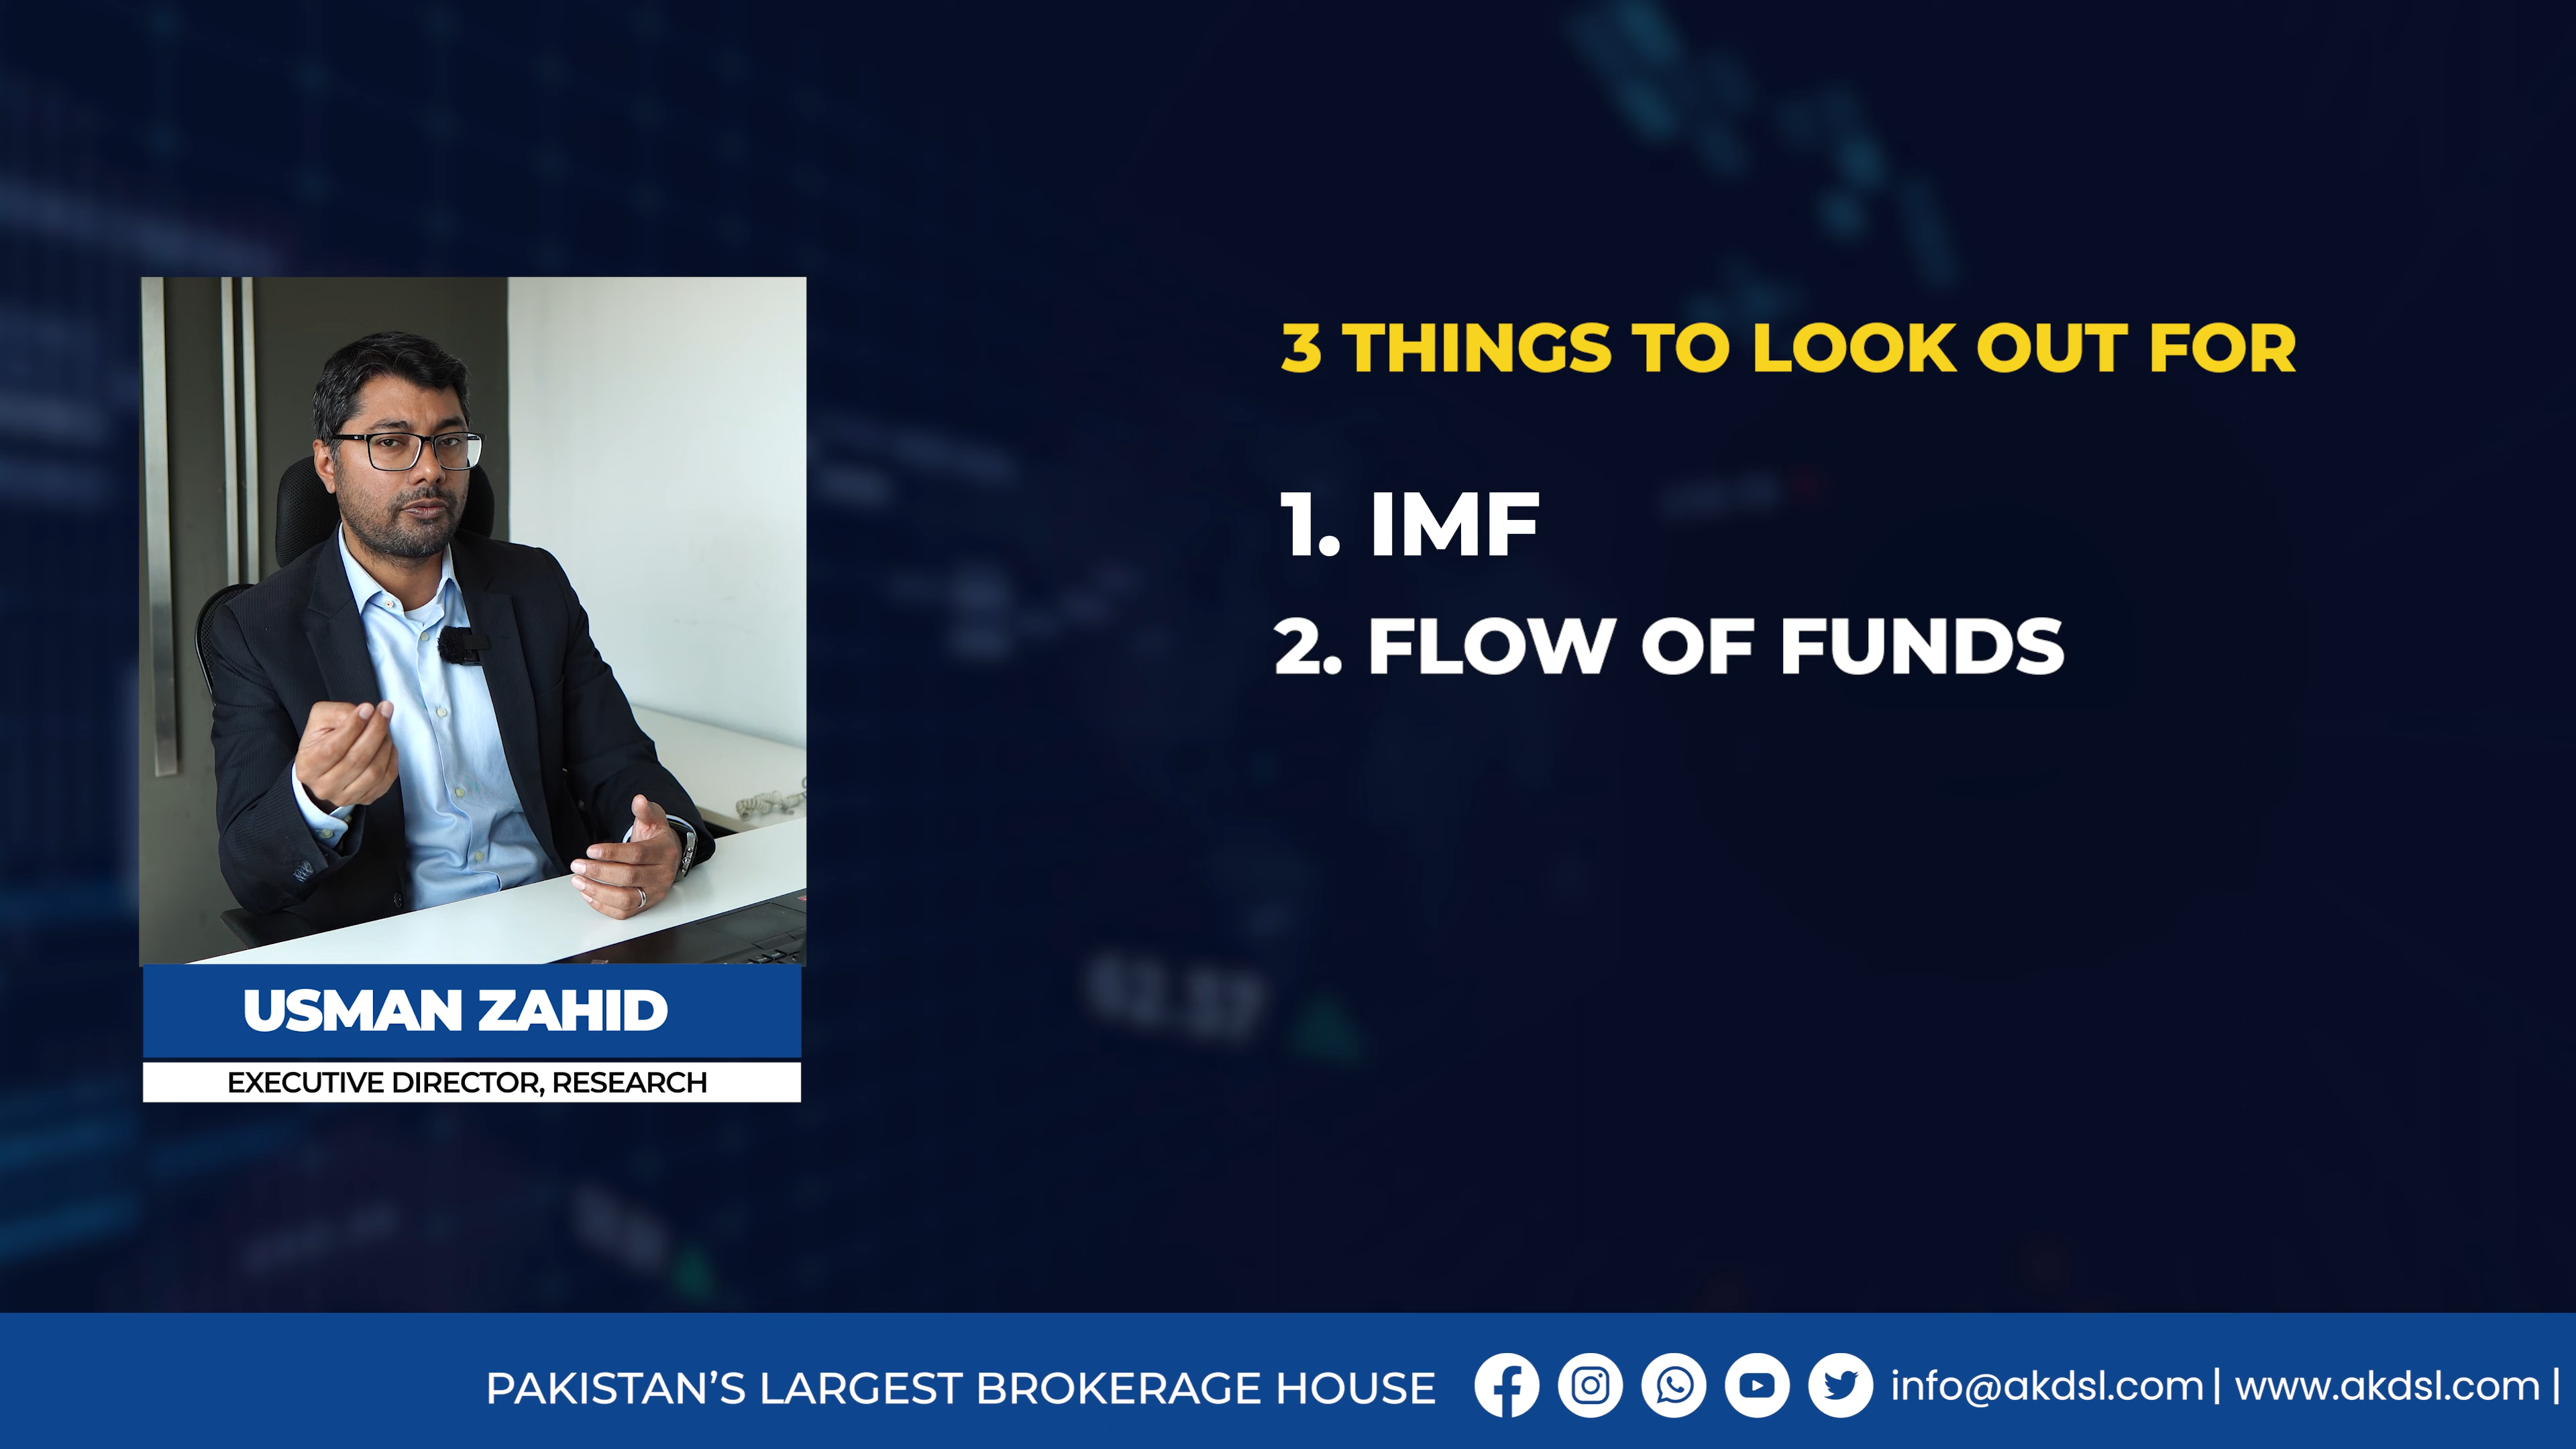 3 THINGS TO LOOK OUT FOR
1. IMF
2. FLOW OF FUNDS
USMAN ZAHID
EXECUTIVE DIRECTOR, RESEARCH
PAKISTAN’S LARGEST BROKERAGE HOUSE info@akdsl.com | www.akdsl.com |